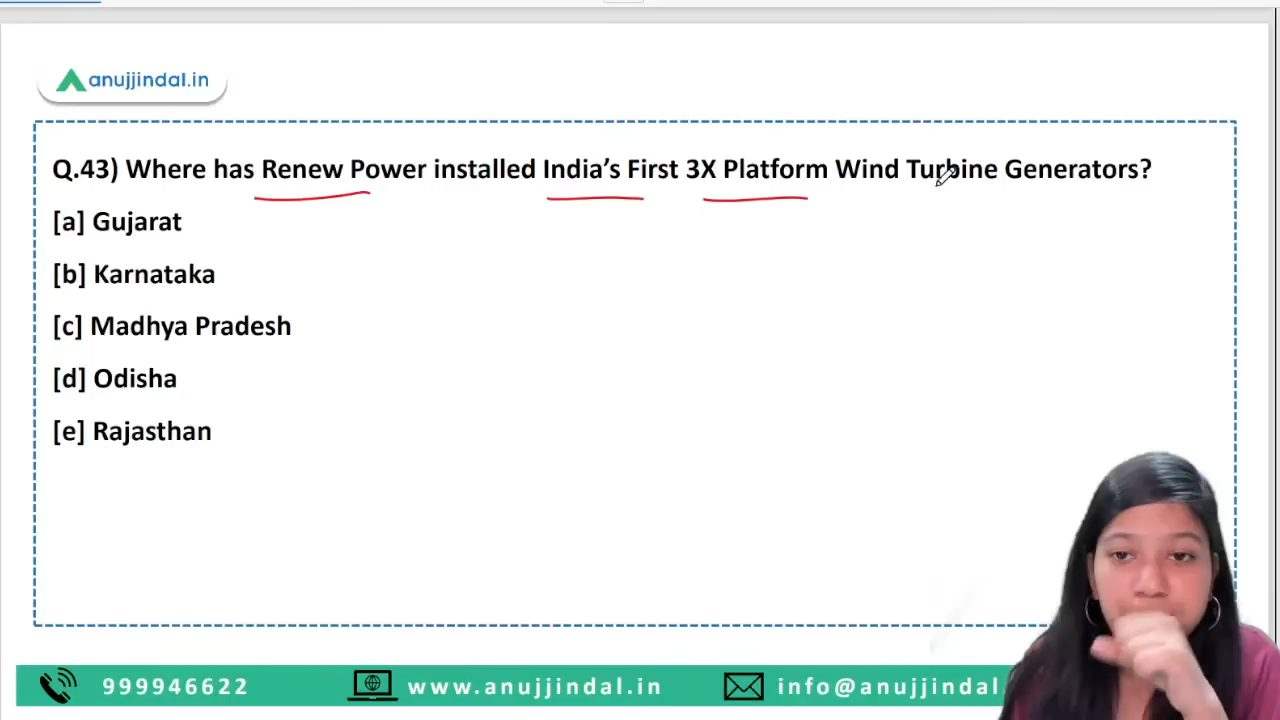 anujjindal.in
Q.43) Where has Renew Power installed India’s First 3X Platform Wind Turbine Generators?
[a] Gujarat
[b] Karnataka
[c] Madhya Pradesh
[d] Odisha
[e] Rajasthan
999946622 www.anujjindal.in info@anujjindal.